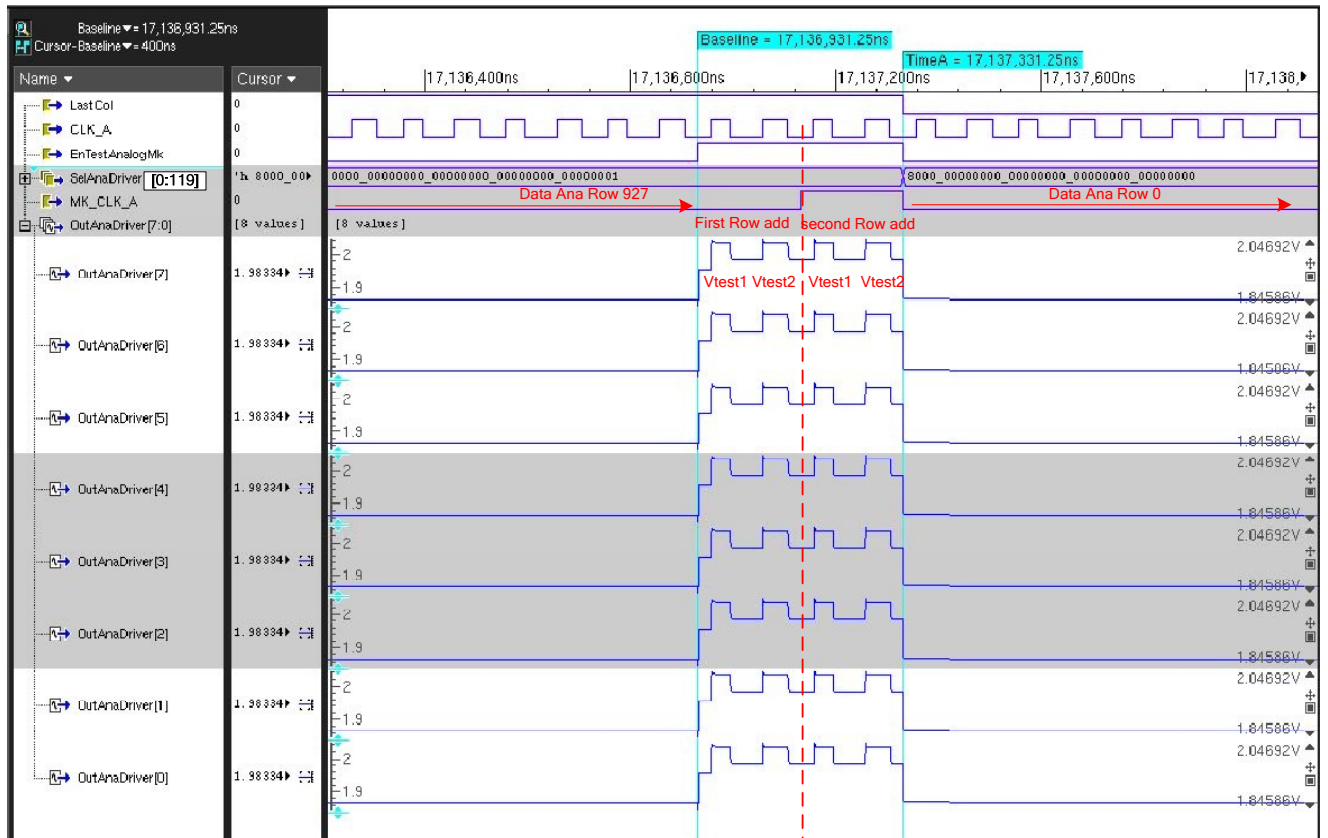 Baseline▼= 17,136,931.25ns
Cursor-Baseline▼= 400ns
Baseline = 17,136,931.25ns
TimeA = 17,137,331.25ns
Name ▼ Cursor ▼ |17,136,400ns |17,136,800ns |17,137,200ns |17,137,600ns |17,138,
LastCol 0
CLK_A 0
EnTestAnalogMk 0
SelAnaDriver [0:119] 'h 8000_00 0000_00000000_00000000_00000000_00000001 8000_00000000_00000000_00000000_00000000
MK_CLK_A 0 Data Ana Row 927 Data Ana Row 0
OutAnaDriver[7:0] [8 values] [8 values] First Row add second Row add
2 2.04692V
OutAnaDriver[7] 1.98334 Vtest1 Vtest2 Vtest1 Vtest2
1.9 1.84586V
2 2.04692V
OutAnaDriver[6] 1.98334
1.9 1.84586V
2 2.04692V
OutAnaDriver[5] 1.98334
1.9 1.84586V
2 2.04692V
OutAnaDriver[4] 1.98334
1.9 1.84586V
2 2.04692V
OutAnaDriver[3] 1.98334
1.9 1.84586V
2 2.04692V
OutAnaDriver[2] 1.98334
1.9 1.84586V
2 2.04692V
OutAnaDriver[1] 1.98334
1.9 1.84586V
2 2.04692V
OutAnaDriver[0] 1.98334
1.9 1.84586V